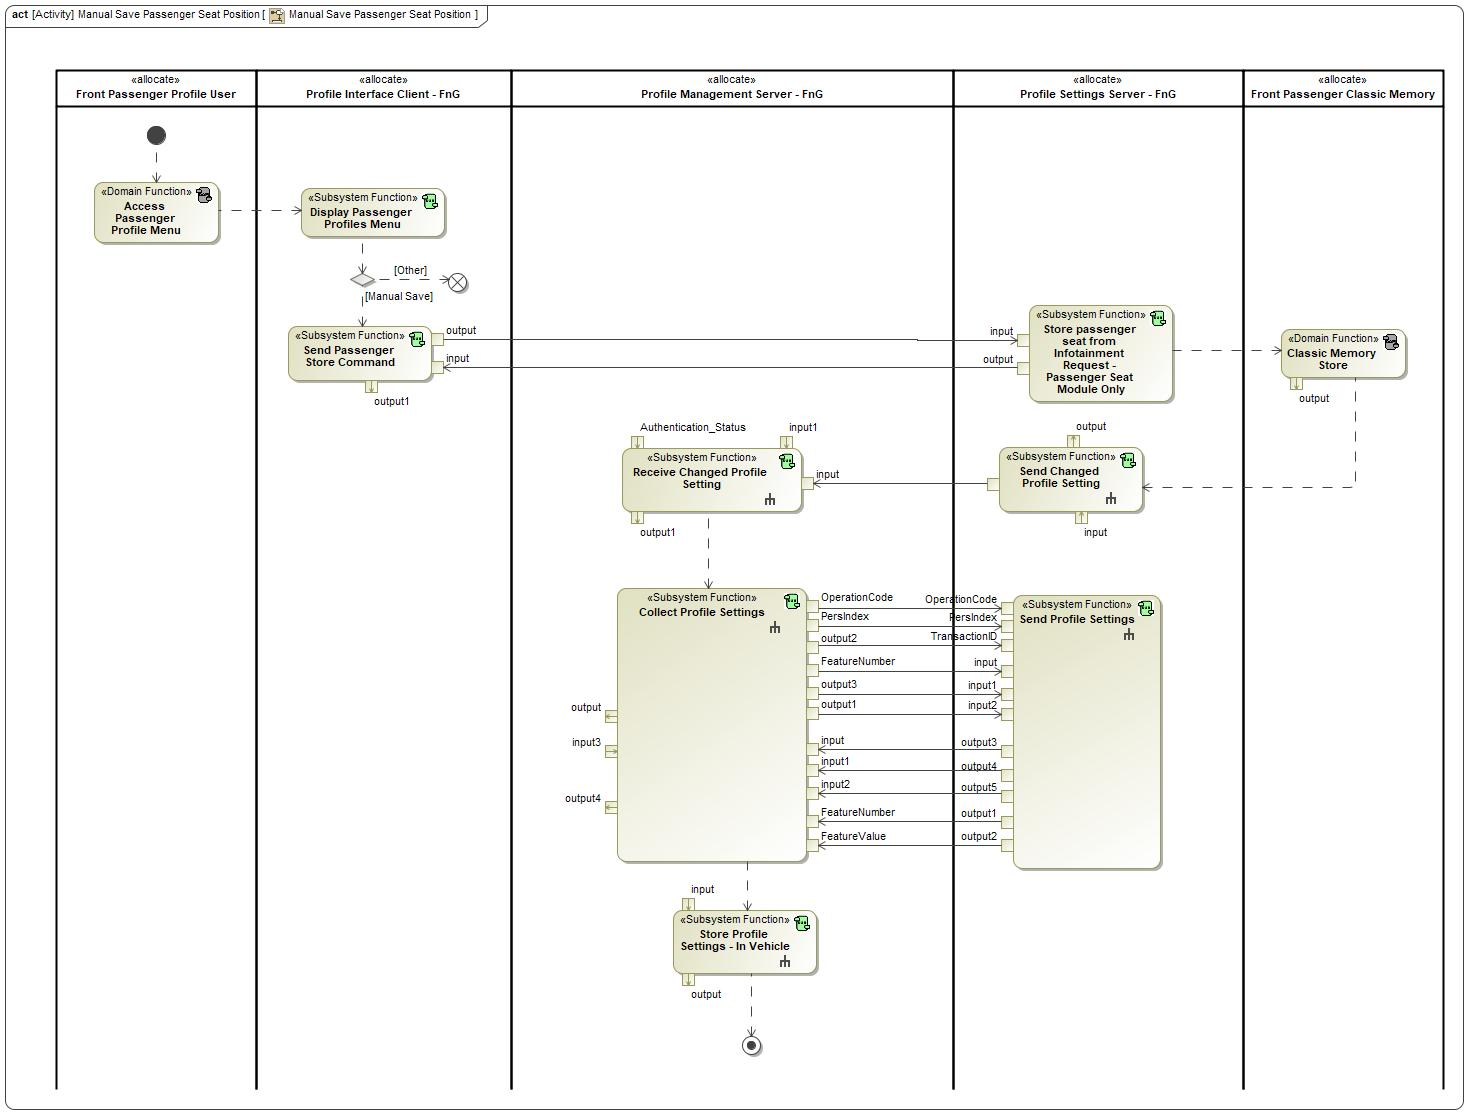 act [Activity] Manual Save Passenger Seat Position [ Manual Save Passenger Seat Position ]
«allocate»
Front Passenger Profile User
«allocate»
Profile Interface Client - FnG
«allocate»
Profile Management Server - FnG
«allocate»
Profile Settings Server - FnG
«allocate»
Front Passenger Classic Memory
«Domain Function»
Access
Passenger
Profile Menu
«Subsystem Function»
Display Passenger
Profiles Menu
[Other]
[Manual Save]
«Subsystem Function»
Send Passenger
Store Command
output
input
output1
input
output
«Subsystem Function»
Store passenger
seat from
Infotainment
Request -
Passenger Seat
Module Only
«Domain Function»
Classic Memory
Store
output
Authentication_Status
input1
«Subsystem Function»
Receive Changed Profile
Setting
input
output1
output
«Subsystem Function»
Send Changed
Profile Setting
input
«Subsystem Function»
Collect Profile Settings
output
input3
output4
OperationCode
PersIndex
output2
FeatureNumber
output3
output1
input
input1
input2
FeatureNumber
FeatureValue
OperationCode
PersIndex
TransactionID
input
input1
input2
output3
output4
output5
output1
output2
«Subsystem Function»
Send Profile Settings
input
«Subsystem Function»
Store Profile
Settings - In Vehicle
output